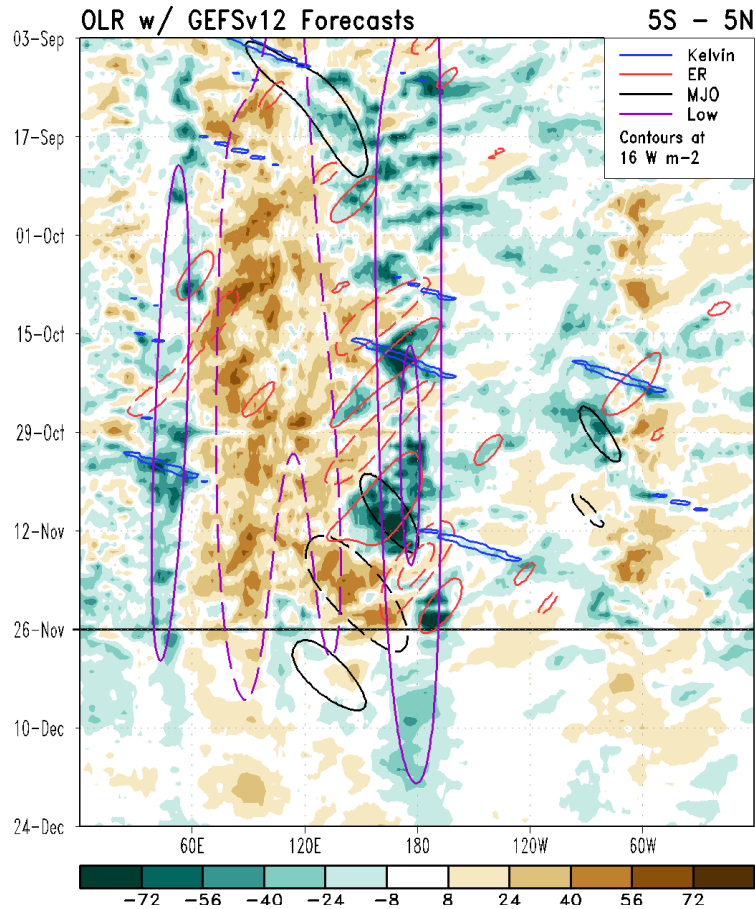 OLR w/ GEFSv12 Forecasts 5S - 5N
03-Sep
17-Sep
01-Oct
15-Oct
29-Oct
12-Nov
26-Nov
10-Dec
24-Dec
Kelvin
ER
MJO
Low
Contours at
16 W m-2
60E 120E 180 120W 60W
-72 -56 -40 -24 -8 8 24 40 56 72